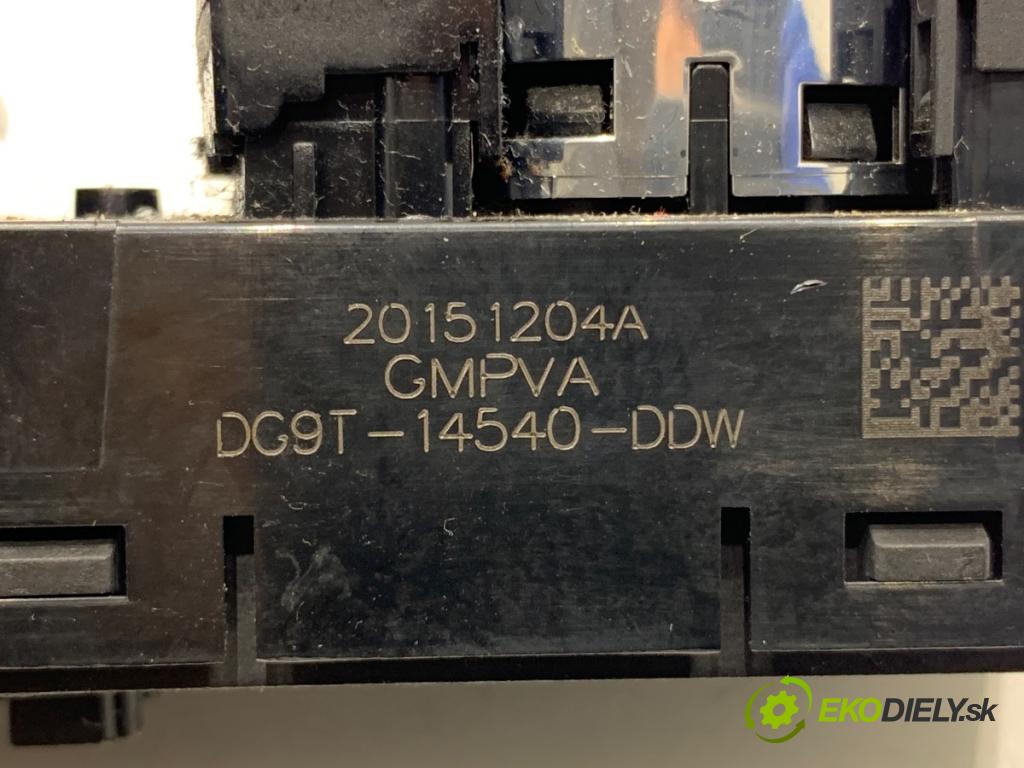 20151204A
GMPVA
DG9T-14540-DDW
EKODIELY.sk